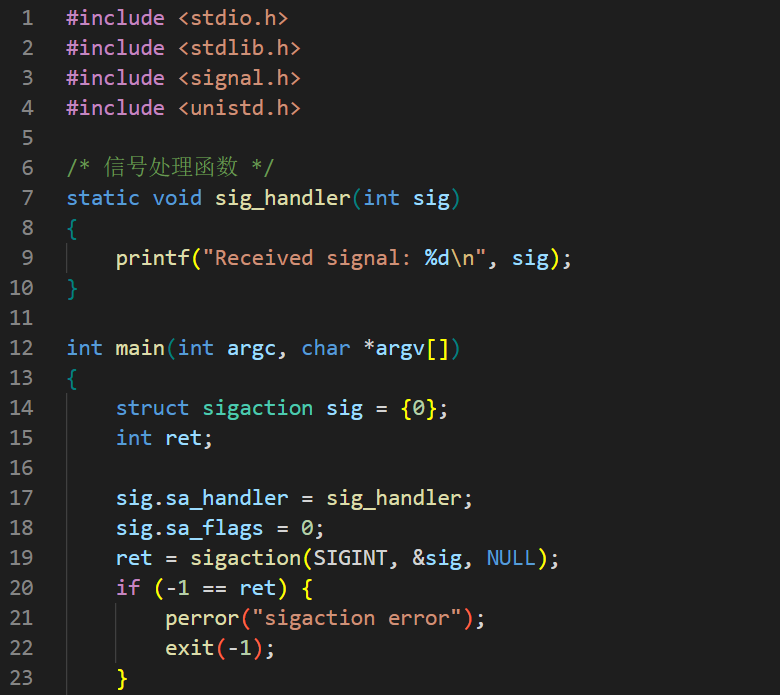 1 #include <stdio.h>
2 #include <stdlib.h>
3 #include <signal.h>
4 #include <unistd.h>
5
6 /* 信号处理函数 */
7 static void sig_handler(int sig)
8 {
9     printf("Received signal: %d\n", sig);
10 }
11
12 int main(int argc, char *argv[])
13 {
14     struct sigaction sig = {0};
15     int ret;
16
17     sig.sa_handler = sig_handler;
18     sig.sa_flags = 0;
19     ret = sigaction(SIGINT, &sig, NULL);
20     if (-1 == ret) {
21         perror("sigaction error");
22         exit(-1);
23     }